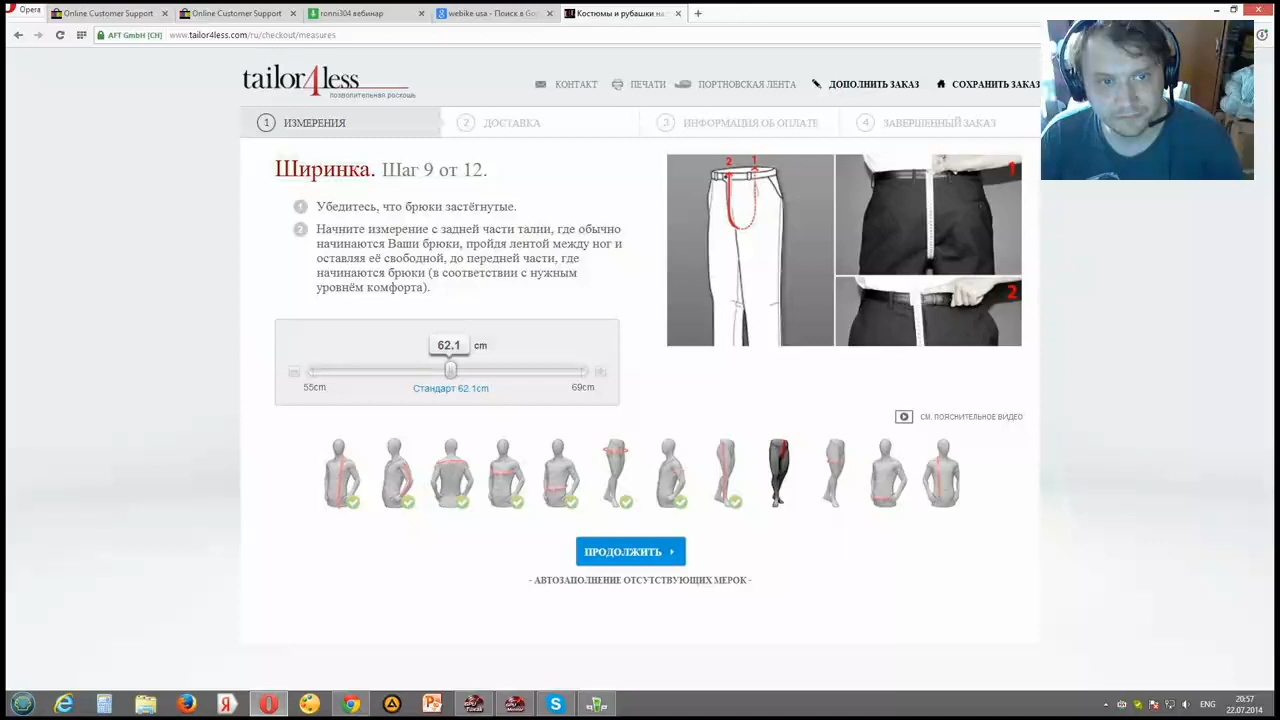 Opera
Online Customer Support
Online Customer Support
ronni304 вебинар
webike usa - Поиск в Go
Костюмы и рубашки на
AFT GmbH [CH]
www.tailor4less.com/ru/checkout/measures
tailor4less
позволительная роскошь
КОНТАКТ
ПЕЧАТИ
ПОРТНОВСКАЯ ЛЕНТА
ДОПОЛНИТЬ ЗАКАЗ
СОХРАНИТЬ ЗАКАЗ
1 ИЗМЕРЕНИЯ
2 ДОСТАВКА
3 ИНФОРМАЦИЯ ОБ ОПЛАТЕ
4 ЗАВЕРШЕННЫЙ ЗАКАЗ
Ширинка. Шаг 9 от 12.
1 Убедитесь, что брюки застёгнутые.
2 Начните измерение с задней части талии, где обычно
начинаются Ваши брюки, пройдя лентой между ног и
оставляя её свободной, до передней части, где
начинаются брюки (в соответствии с нужным
уровнём комфорта).
2 1
1
2
62.1 cm
55cm
Стандарт 62.1cm
69cm
СМ. ПОЯСНИТЕЛЬНОЕ ВИДЕО
ПРОДОЛЖИТЬ
- АВТОЗАПОЛНЕНИЕ ОТСУТСТВУЮЩИХ МЕРОК -
ENG
20:57
22.07.2014